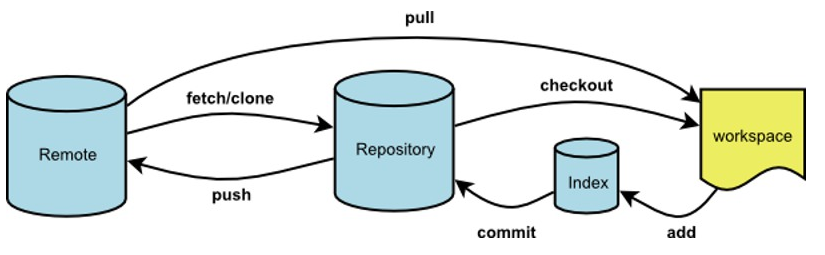 pull
fetch/clone
checkout
Remote
Repository
workspace
Index
push
commit
add